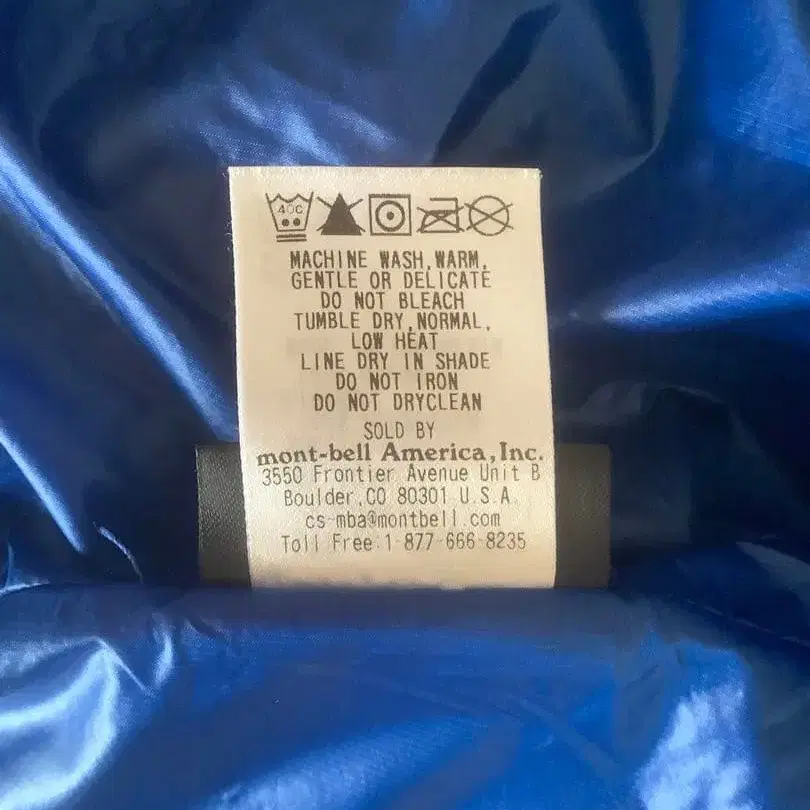 40C
MACHINE WASH,WARM,
GENTLE OR DELICATE
DO NOT BLEACH
TUMBLE DRY,NORMAL,
LOW HEAT
LINE DRY IN SHADE
DO NOT IRON
DO NOT DRYCLEAN
SOLD BY
mont-bell America,Inc.
3550 Frontier Avenue Unit B
Boulder,CO 80301 U.S.A.
cs-mba@montbell.com
Toll Free:1-877-666-8235